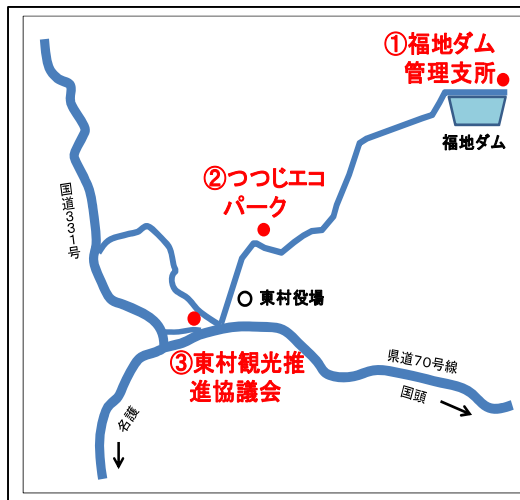 ①福地ダム
管理支所
福地ダム
②つつじエコ
パーク
国道331号
東村役場
③東村観光推
進協議会
県道70号線
国頭
名護